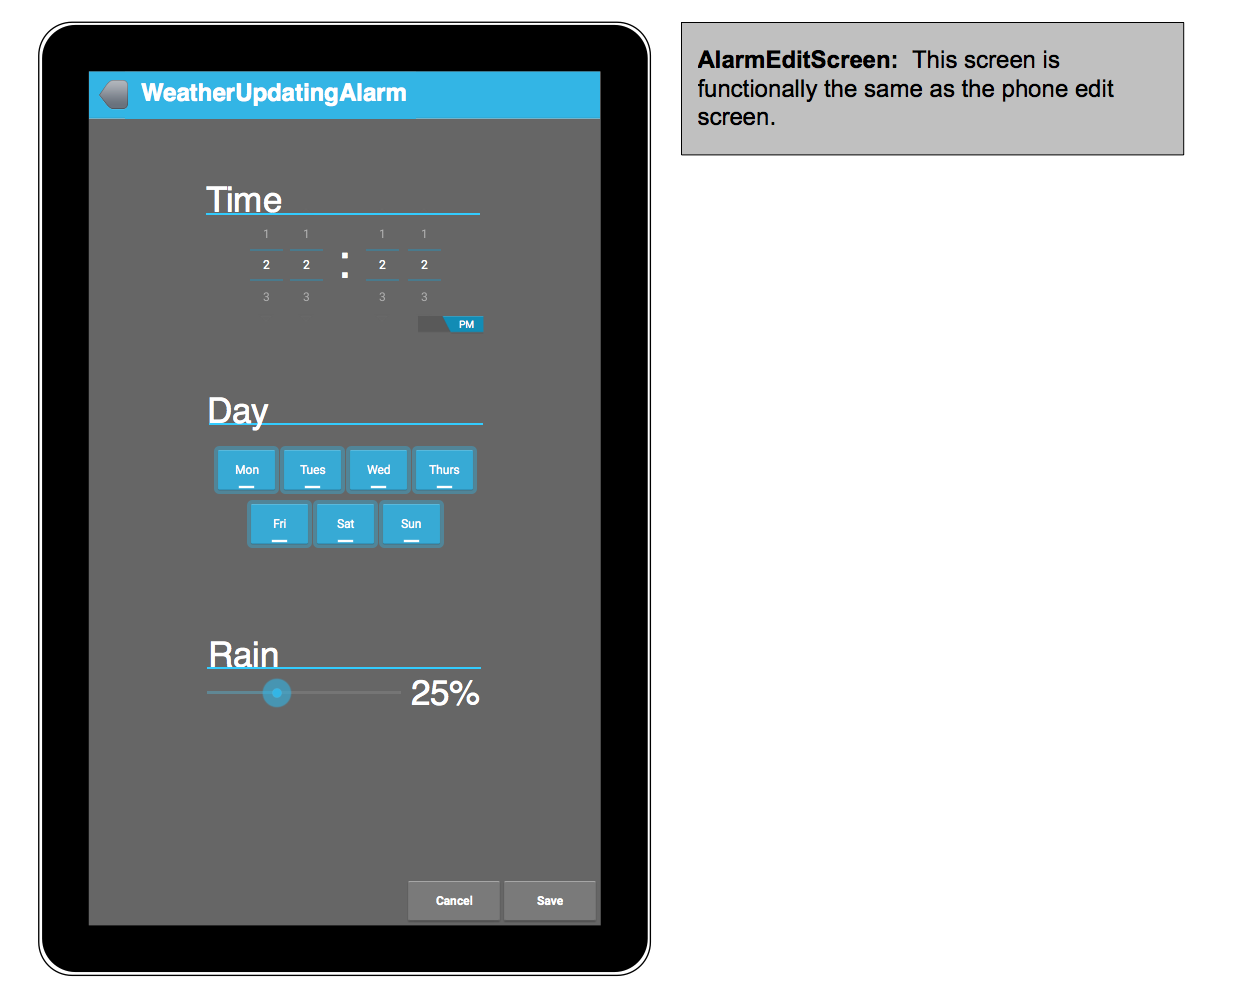 WeatherUpdatingAlarm
Time
1 1 1 1
2 2 : 2 2
3 3 3 3
PM
Day
Mon Tues Wed Thurs
Fri Sat Sun
Rain
25%
Cancel Save
AlarmEditScreen: This screen is
functionally the same as the phone edit
screen.